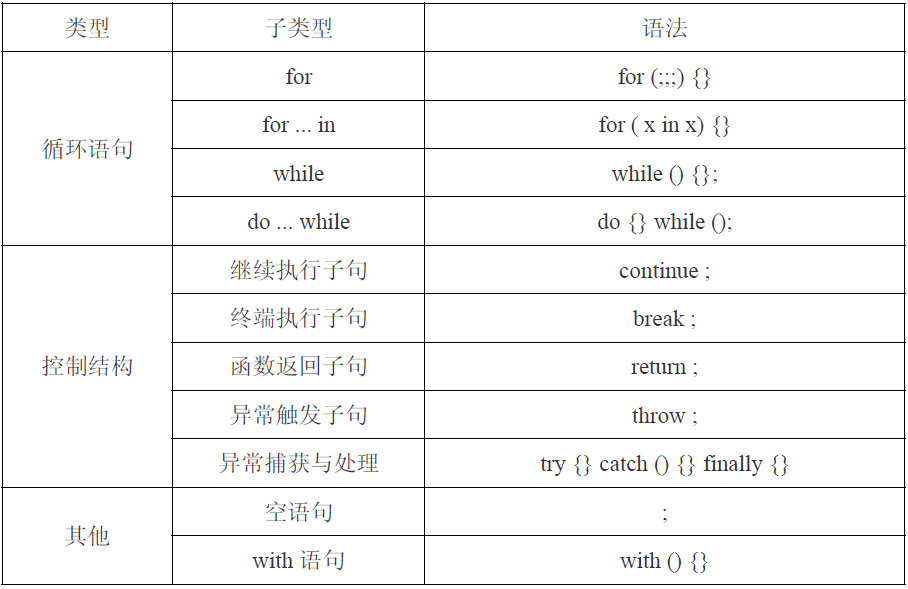 类型 子类型 语法
循环语句
for for (;;;) {}
for ... in for ( x in x) {}
while while () {};
do ... while do {} while ();
控制结构
继续执行子句 continue ;
终端执行子句 break ;
函数返回子句 return ;
异常触发子句 throw ;
异常捕获与处理 try {} catch () {} finally {}
其他
空语句 ;
with 语句 with () {}